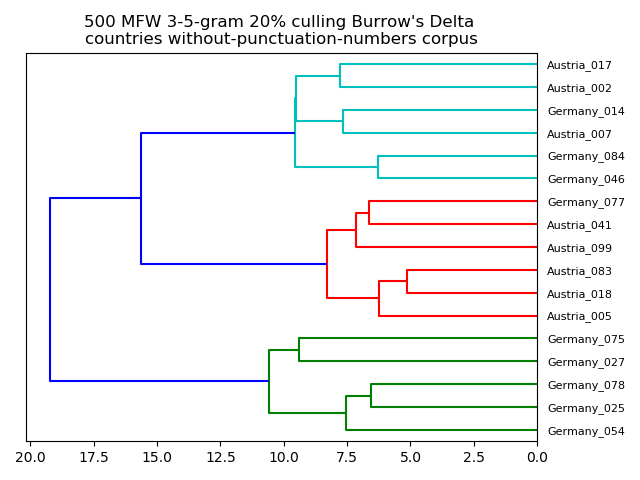 500 MFW 3-5-gram 20% culling Burrow's Delta
countries without-punctuation-numbers corpus
Austria_017
Austria_002
Germany_014
Austria_007
Germany_084
Germany_046
Germany_077
Austria_041
Austria_099
Austria_083
Austria_018
Austria_005
Germany_075
Germany_027
Germany_078
Germany_025
Germany_054
20.0 17.5 15.0 12.5 10.0 7.5 5.0 2.5 0.0